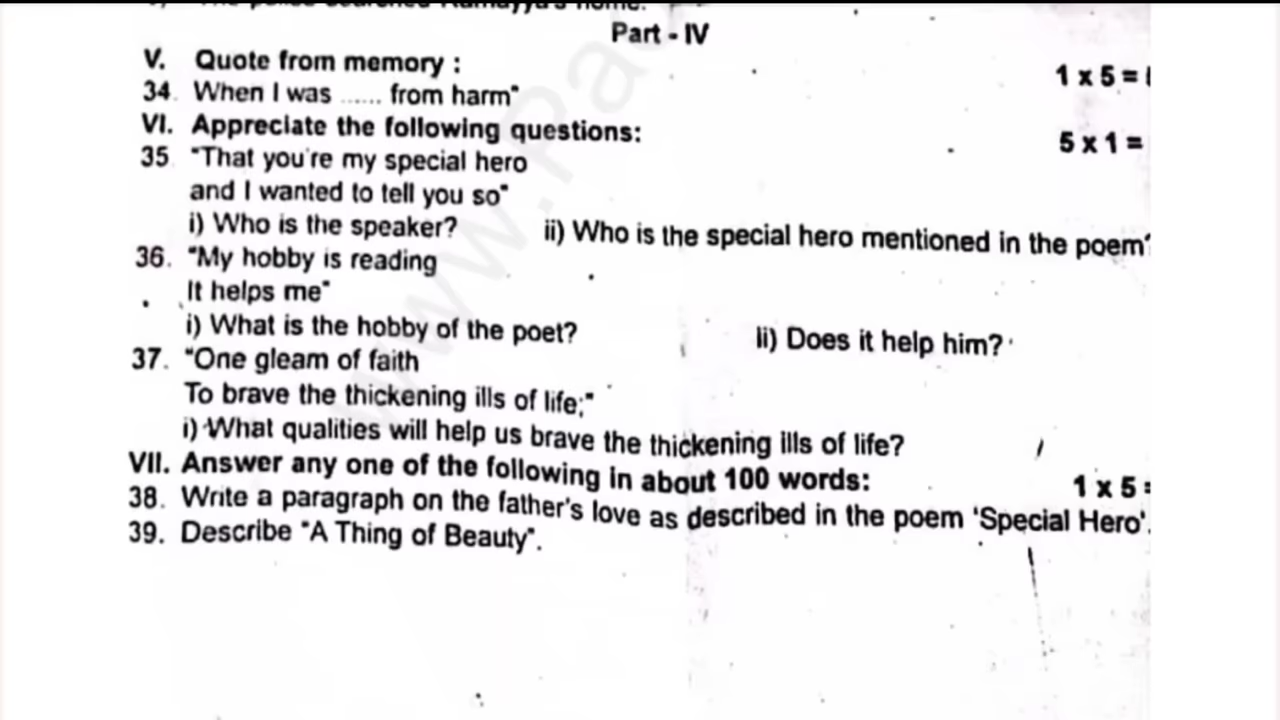 Part - IV
V. Quote from memory : 1 x 5 =
34. When I was ...... from harm"
VI. Appreciate the following questions: 5 x 1 =
35 "That you're my special hero
and I wanted to tell you so"
i) Who is the speaker? ii) Who is the special hero mentioned in the poem?
36. "My hobby is reading
It helps me"
i) What is the hobby of the poet? Ii) Does it help him?
37. "One gleam of faith
To brave the thickening ills of life;"
i) What qualities will help us brave the thickening ills of life?
VII. Answer any one of the following in about 100 words: 1 x 5 =
38. Write a paragraph on the father's love as described in the poem 'Special Hero'.
39. Describe "A Thing of Beauty".
www.Pa